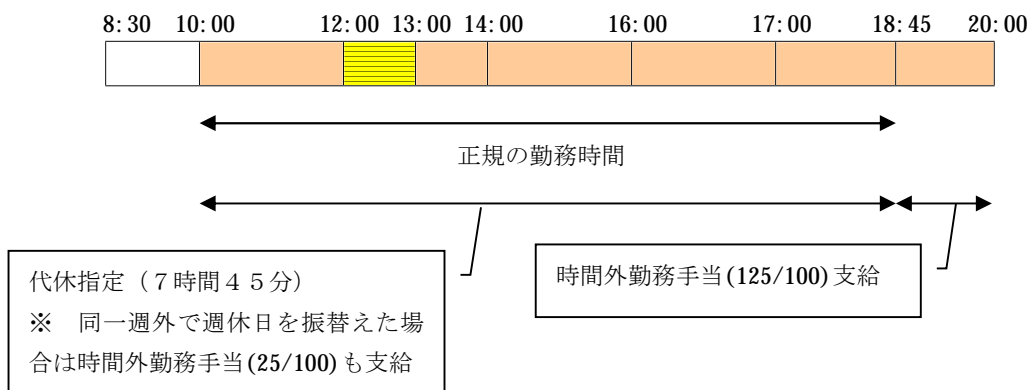 8:30 10:00 12:00 13:00 14:00 16:00 17:00 18:45 20:00
正規の勤務時間
代休指定（７時間４５分）
※　同一週外で週休日を振替えた場
合は時間外勤務手当(25/100)も支給
時間外勤務手当(125/100)支給